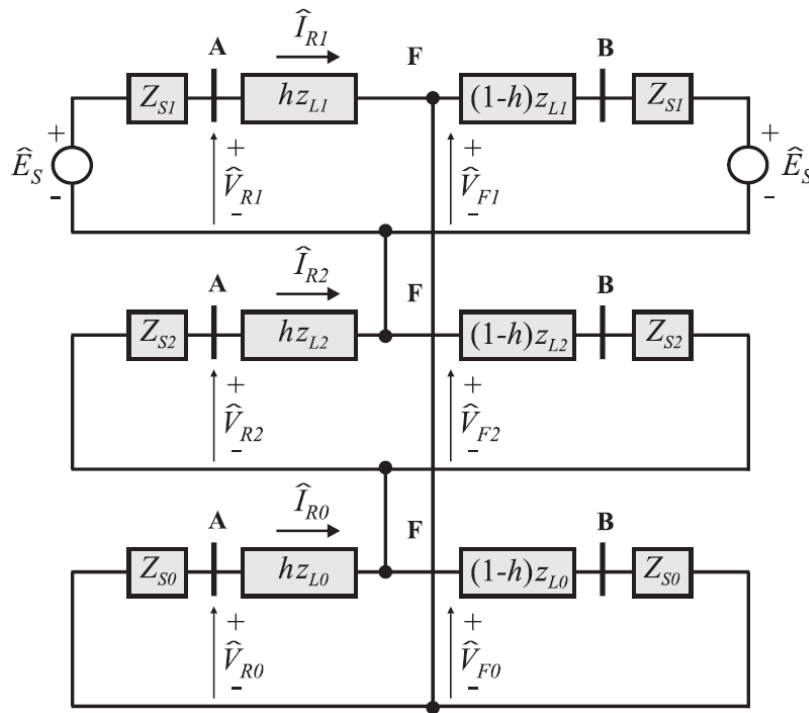 A Î_R1 F B
Z_S1 hz_L1 (1-h)z_L1 Z_S1
+ + + +
Ê_S V̂_R1 V̂_F1 Ê_S
- - - -
A Î_R2 F B
Z_S2 hz_L2 (1-h)z_L2 Z_S2
+ +
V̂_R2 V̂_F2
- -
A Î_R0 F B
Z_S0 hz_L0 (1-h)z_L0 Z_S0
+ +
V̂_R0 V̂_F0
- -